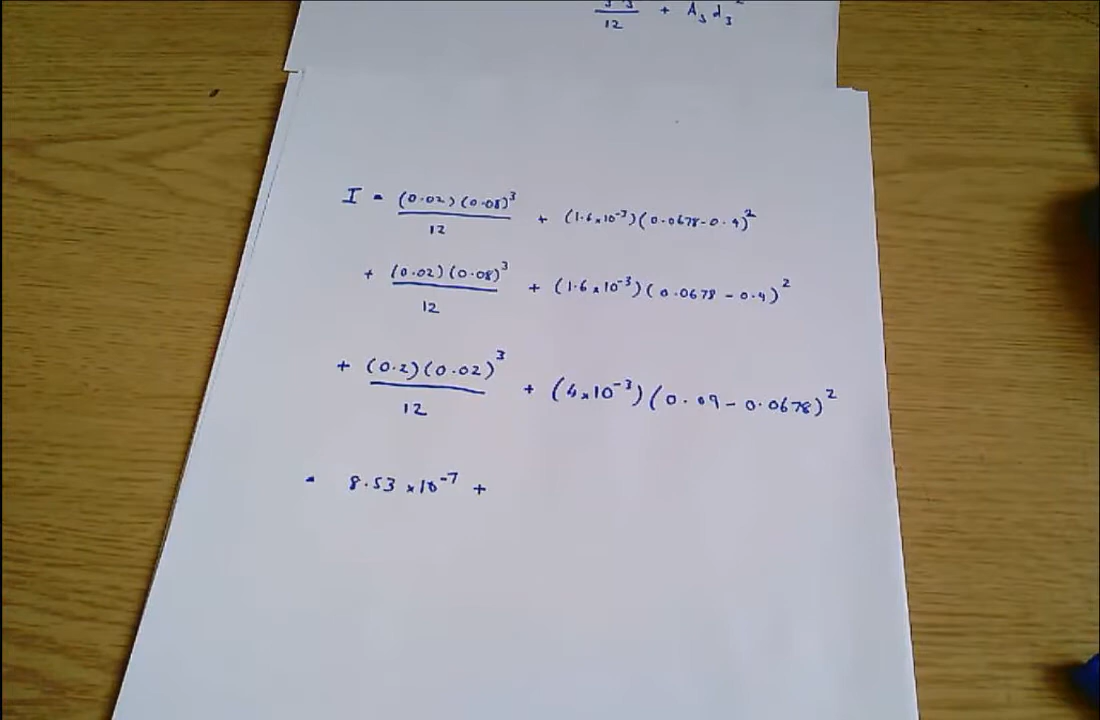 12 + A₃ d₃²
I = (0.02)(0.08)³/12 + (1.6×10⁻³)(0.0678-0.4)²
+ (0.02)(0.08)³/12 + (1.6×10⁻³)(0.0678-0.4)²
+ (0.2)(0.02)³/12 + (4×10⁻³)(0.09-0.0678)²
= 8.53×10⁻⁷ +